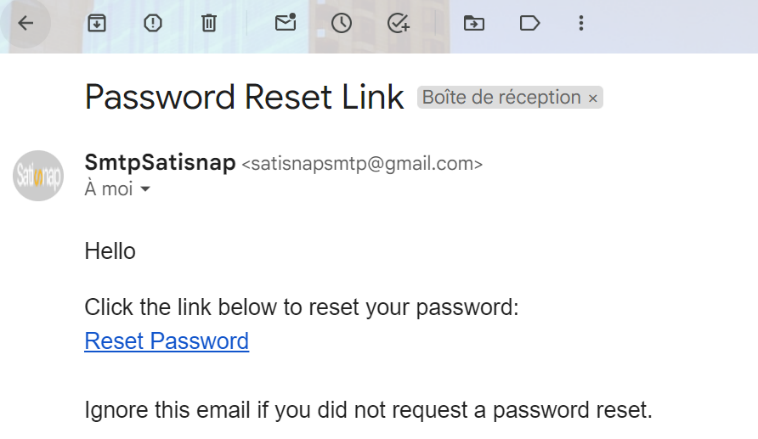 Password Reset Link Boîte de réception ×
Satisnap
SmtpSatisnap <satisnapsmtp@gmail.com>
À moi
Hello
Click the link below to reset your password:
Reset Password
Ignore this email if you did not request a password reset.